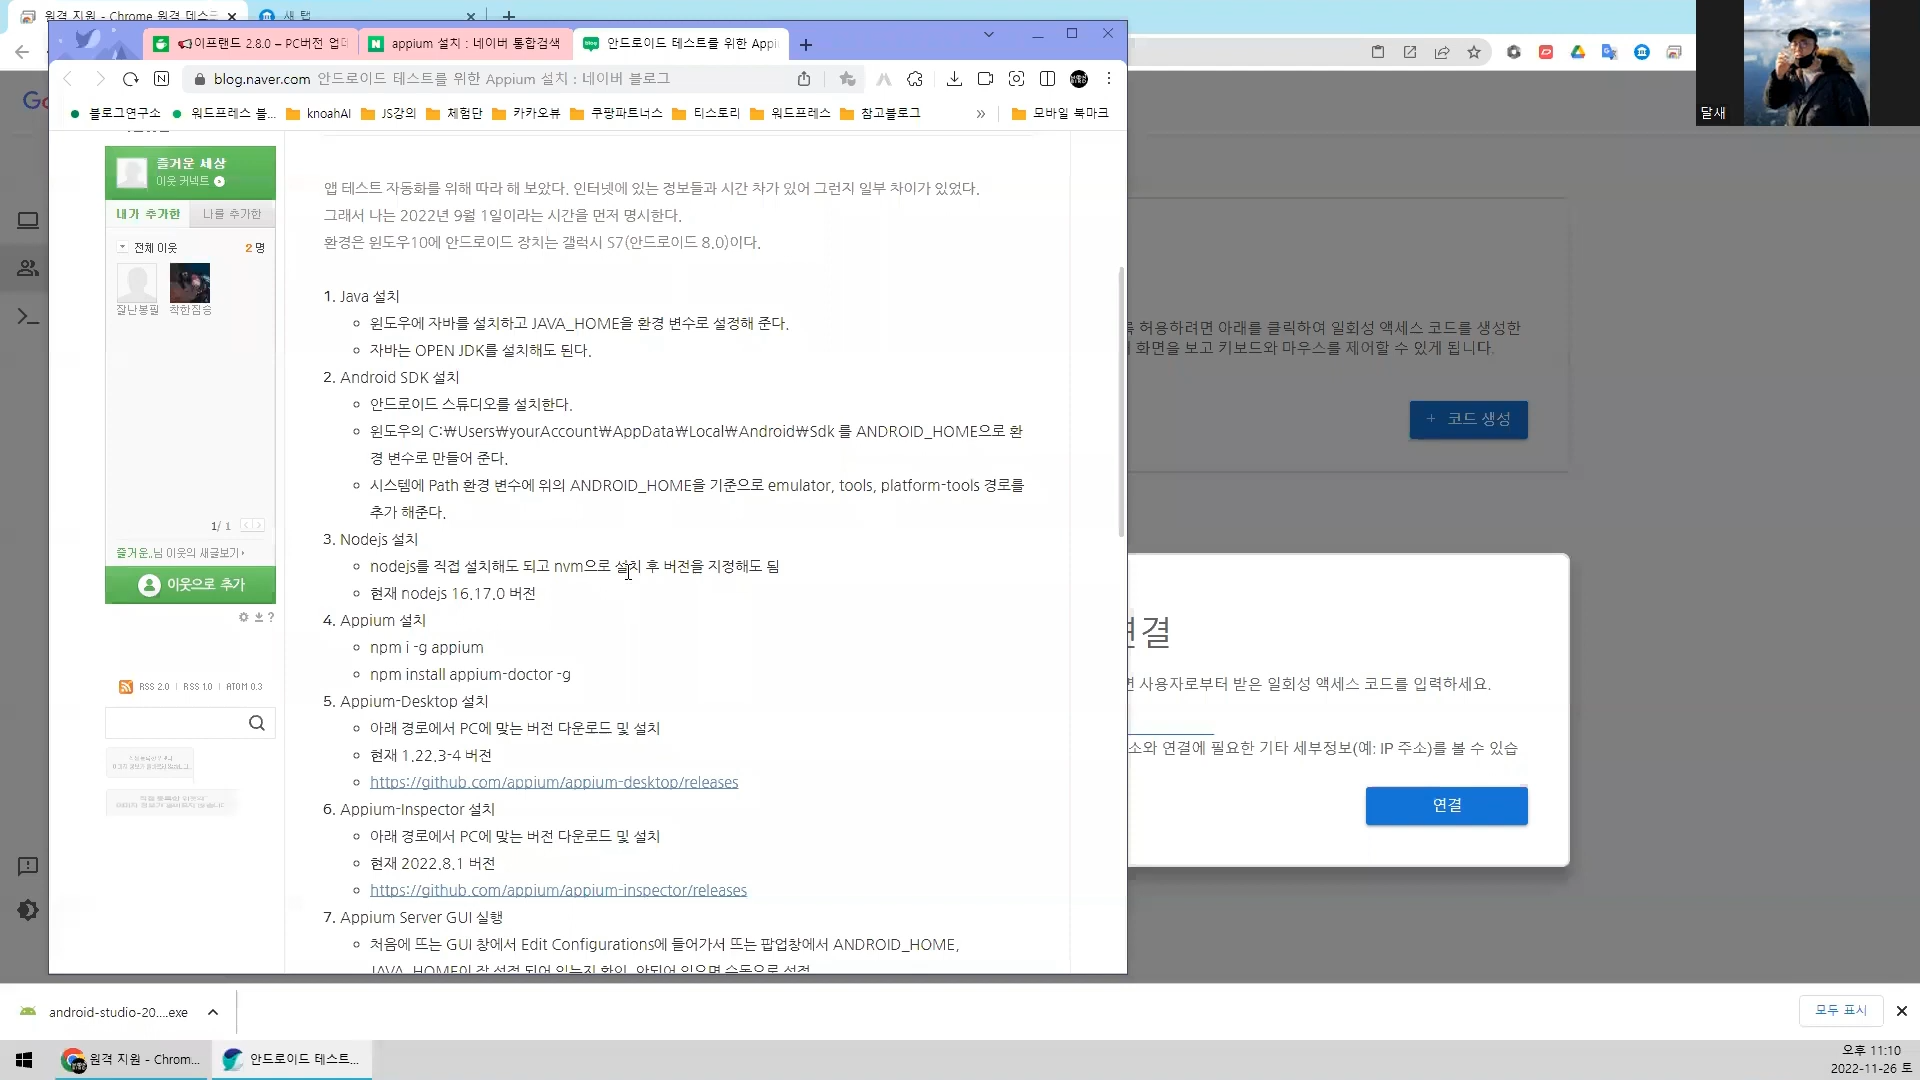 원격 지원 - Chrome 원격 데스크
새 탭
이프랜드 2.8.0 – PC버전 업데
appium 설치 : 네이버 통합검색
안드로이드 테스트를 위한 Appi
blog.naver.com 안드로이드 테스트를 위한 Appium 설치 : 네이버 블로그
블로그연구소
워드프레스 블...
knoahAI
JS강의
체험단
카카오뷰
쿠팡파트너스
티스토리
워드프레스
참고블로그
»
모바일 북마크
달새
즐거운 세상
이웃 커넥트
내가 추가한
나를 추가한
전체 이웃
2 명
잘난봉필
착한짐승
1/ 1
즐거운..님 이웃의 새글보기
이웃으로 추가
RSS 2.0 | RSS 1.0 | ATOM 0.3
앱 테스트 자동화를 위해 따라 해 보았다. 인터넷에 있는 정보들과 시간 차가 있어 그런지 일부 차이가 있었다.
그래서 나는 2022년 9월 1일이라는 시간을 먼저 명시한다.
환경은 윈도우10에 안드로이드 장치는 갤럭시 S7(안드로이드 8.0)이다.
1. Java 설치
윈도우에 자바를 설치하고 JAVA_HOME을 환경 변수로 설정해 준다.
자바는 OPEN JDK를 설치해도 된다.
2. Android SDK 설치
안드로이드 스튜디오를 설치한다.
윈도우의 C:₩Users₩yourAccount₩AppData₩Local₩Android₩Sdk 를 ANDROID_HOME으로 환
경 변수로 만들어 준다.
시스템에 Path 환경 변수에 위의 ANDROID_HOME을 기준으로 emulator, tools, platform-tools 경로를
추가 해준다.
3. Nodejs 설치
nodejs를 직접 설치해도 되고 nvm으로 설치 후 버전을 지정해도 됨
현재 nodejs 16.17.0 버전
4. Appium 설치
npm i -g appium
npm install appium-doctor -g
5. Appium-Desktop 설치
아래 경로에서 PC에 맞는 버전 다운로드 및 설치
현재 1.22.3-4 버전
https://github.com/appium/appium-desktop/releases
6. Appium-Inspector 설치
아래 경로에서 PC에 맞는 버전 다운로드 및 설치
현재 2022.8.1 버전
https://github.com/appium/appium-inspector/releases
7. Appium Server GUI 실행
처음에 뜨는 GUI 창에서 Edit Configurations에 들어가서 뜨는 팝업창에서 ANDROID_HOME,
JAVA_HOME이 잘 설정 되어 있는지 확인. 안되어 있으면 수동으로 설정
허용하려면 아래를 클릭하여 일회성 액세스 코드를 생성한
화면을 보고 키보드와 마우스를 제어할 수 있게 됩니다.
+ 코드 생성
연결
사용자로부터 받은 일회성 액세스 코드를 입력하세요.
소와 연결에 필요한 기타 세부정보(예: IP 주소)를 볼 수 있습
연결
android-studio-20....exe
모두 표시
원격 지원 - Chrom...
안드로이드 테스트...
오후 11:10
2022-11-26 토